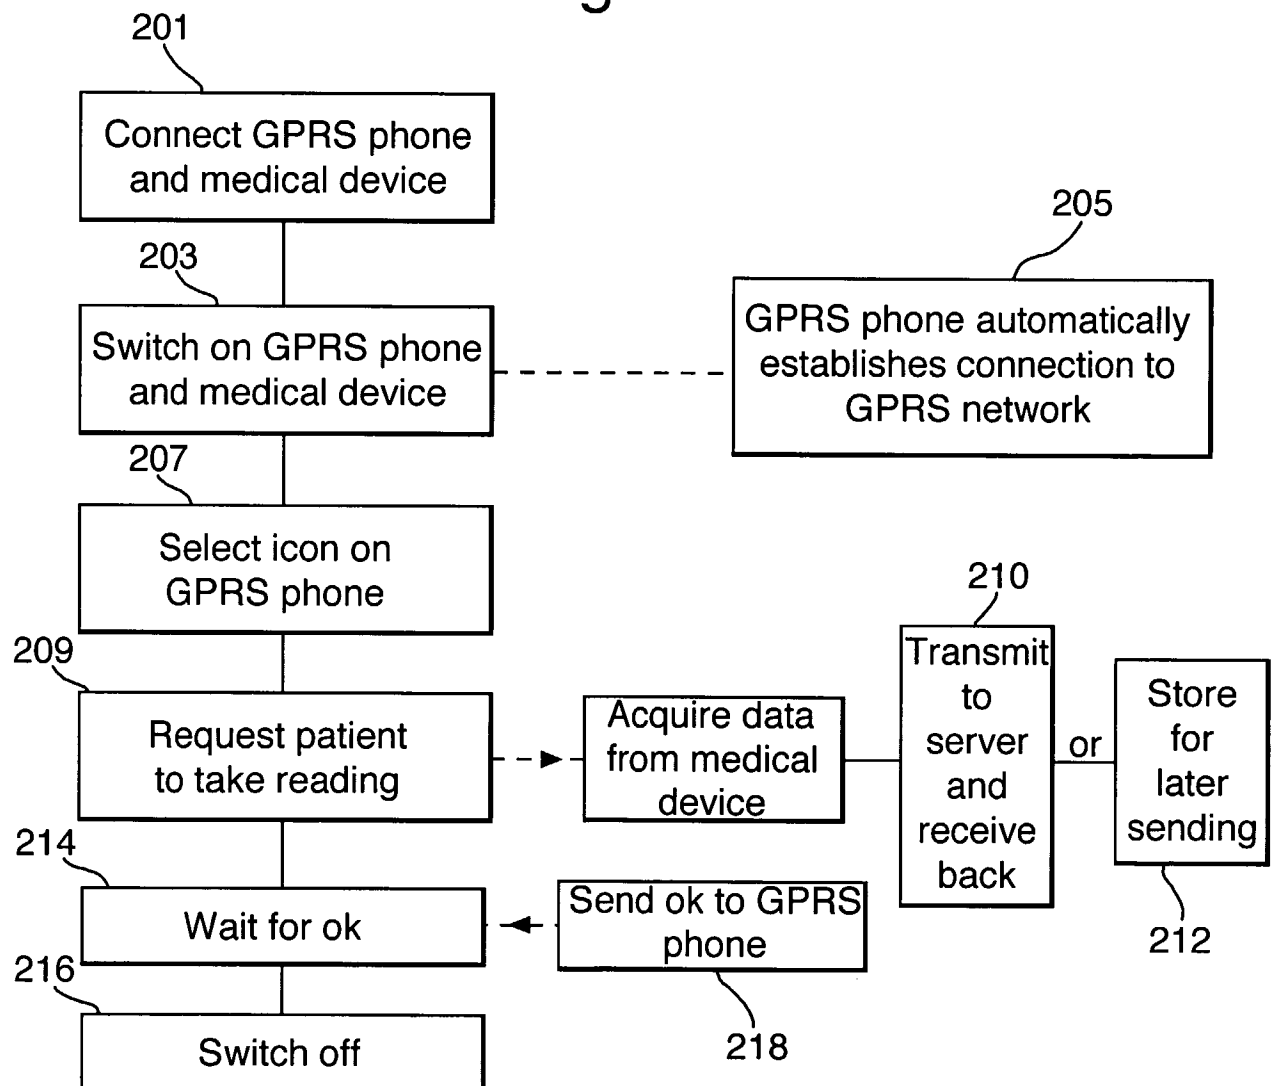 201
Connect GPRS phone
and medical device
203
205
Switch on GPRS phone
and medical device
GPRS phone automatically
establishes connection to
GPRS network
207
Select icon on
GPRS phone
209
210
Request patient
to take reading
Acquire data
from medical
device
Transmit
to
server
and
receive
back
or
Store
for
later
sending
212
214
Wait for ok
Send ok to GPRS
phone
218
216
Switch off